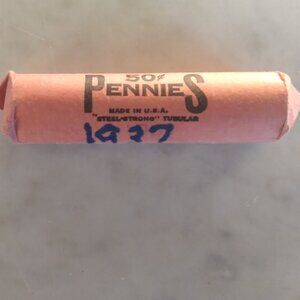 50¢
PENNIES
MADE IN U.S.A.
"STEEL-STRONG" TUBULAR
1937